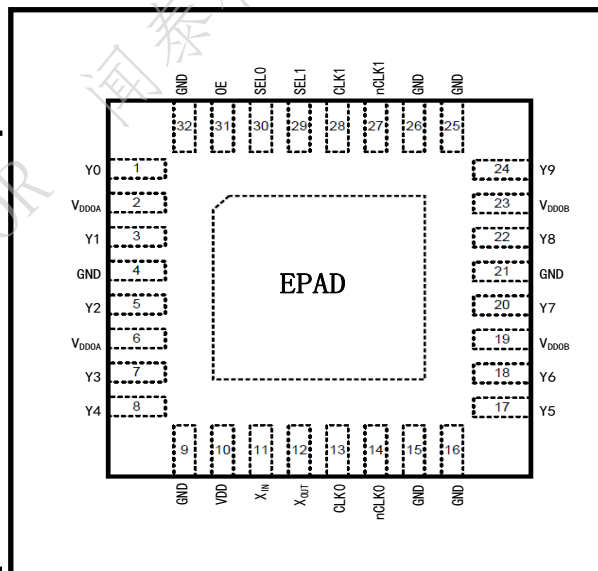 闻泰
OR
GND OE SEL0 SEL1 CLK1 nCLK1 GND GND
32 31 30 29 28 27 26 25
Y0 1 24 Y9
VDDOA 2 23 VDDOB
Y1 3 22 Y8
GND 4 21 GND
EPAD
Y2 5 20 Y7
VDDOA 6 19 VDDOB
Y3 7 18 Y6
Y4 8 17 Y5
9 10 11 12 13 14 15 16
GND VDD XIN XOUT CLK0 nCLK0 GND GND